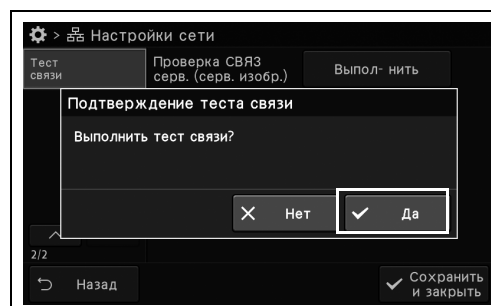 > Настройки сети
Тест связи
Проверка СВЯЗ серв. (серв. изобр.)
Выпол- нить
Подтверждение теста связи
Выполнить тест связи?
Нет
Да
2/2
Назад
Сохранить и закрыть